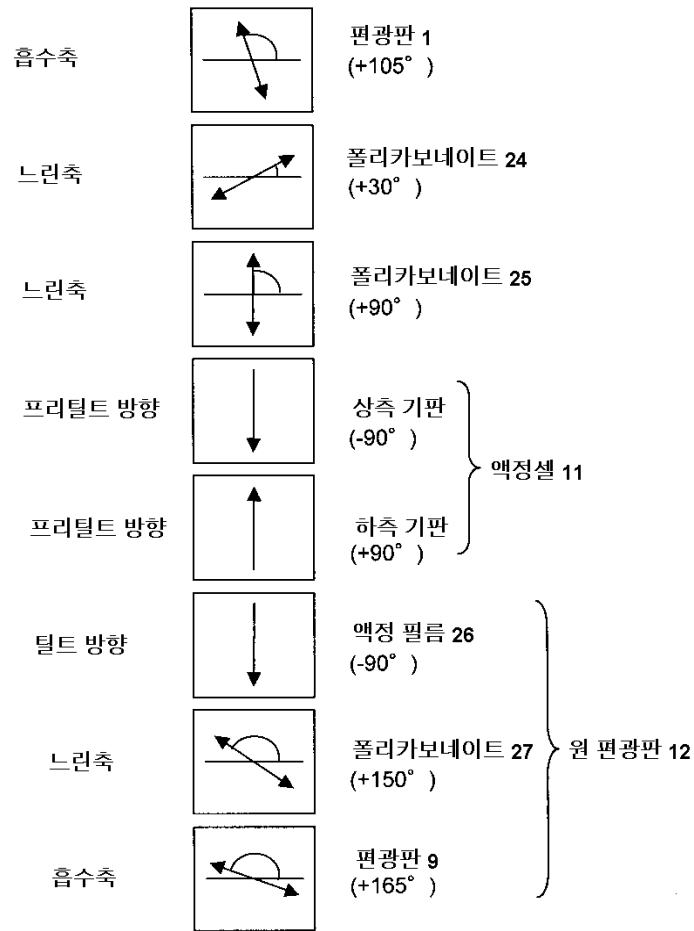 흡수축
편광판 1
(+105° )
느린축
폴리카보네이트 24
(+30° )
느린축
폴리카보네이트 25
(+90° )
프리틸트 방향
상측 기판
(-90° )
액정셀 11
프리틸트 방향
하측 기판
(+90° )
틸트 방향
액정 필름 26
(-90° )
느린축
폴리카보네이트 27
(+150° )
원 편광판 12
흡수축
편광판 9
(+165° )